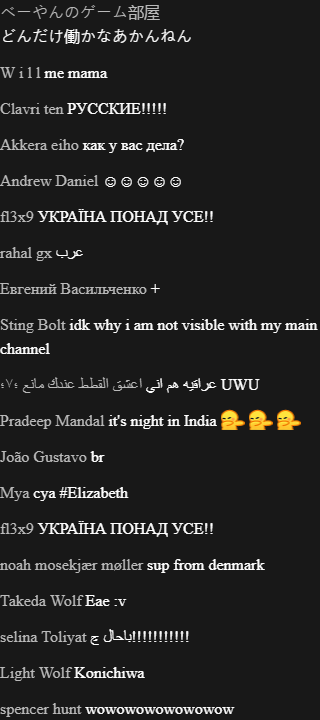 べーやんのゲーム部屋
どんだけ働かなあかんねん
W i l l me mama
Clavri ten РУССКИЕ!!!!!
Akkera eiho как у вас дела?
Andrew Daniel ☺☺☺☺☺
fl3x9 УКРАЇНА ПОНАД УСЕ!!
rahal gx عرب
Евгений Васильченко +
Sting Bolt idk why i am not visible with my main
channel
اعشق القطط عندك مانع ؛٧؛ عراقيه هم اني UWU
Pradeep Mandal it's night in India 🫢🫢🫢
João Gustavo br
Mya cya #Elizabeth
fl3x9 УКРАЇНА ПОНАД УСЕ!!
noah mosekjær møller sup from denmark
Takeda Wolf Eae :v
selina Toliyat باحال ج!!!!!!!!!!!
Light Wolf Konichiwa
spencer hunt wowowowowowowow